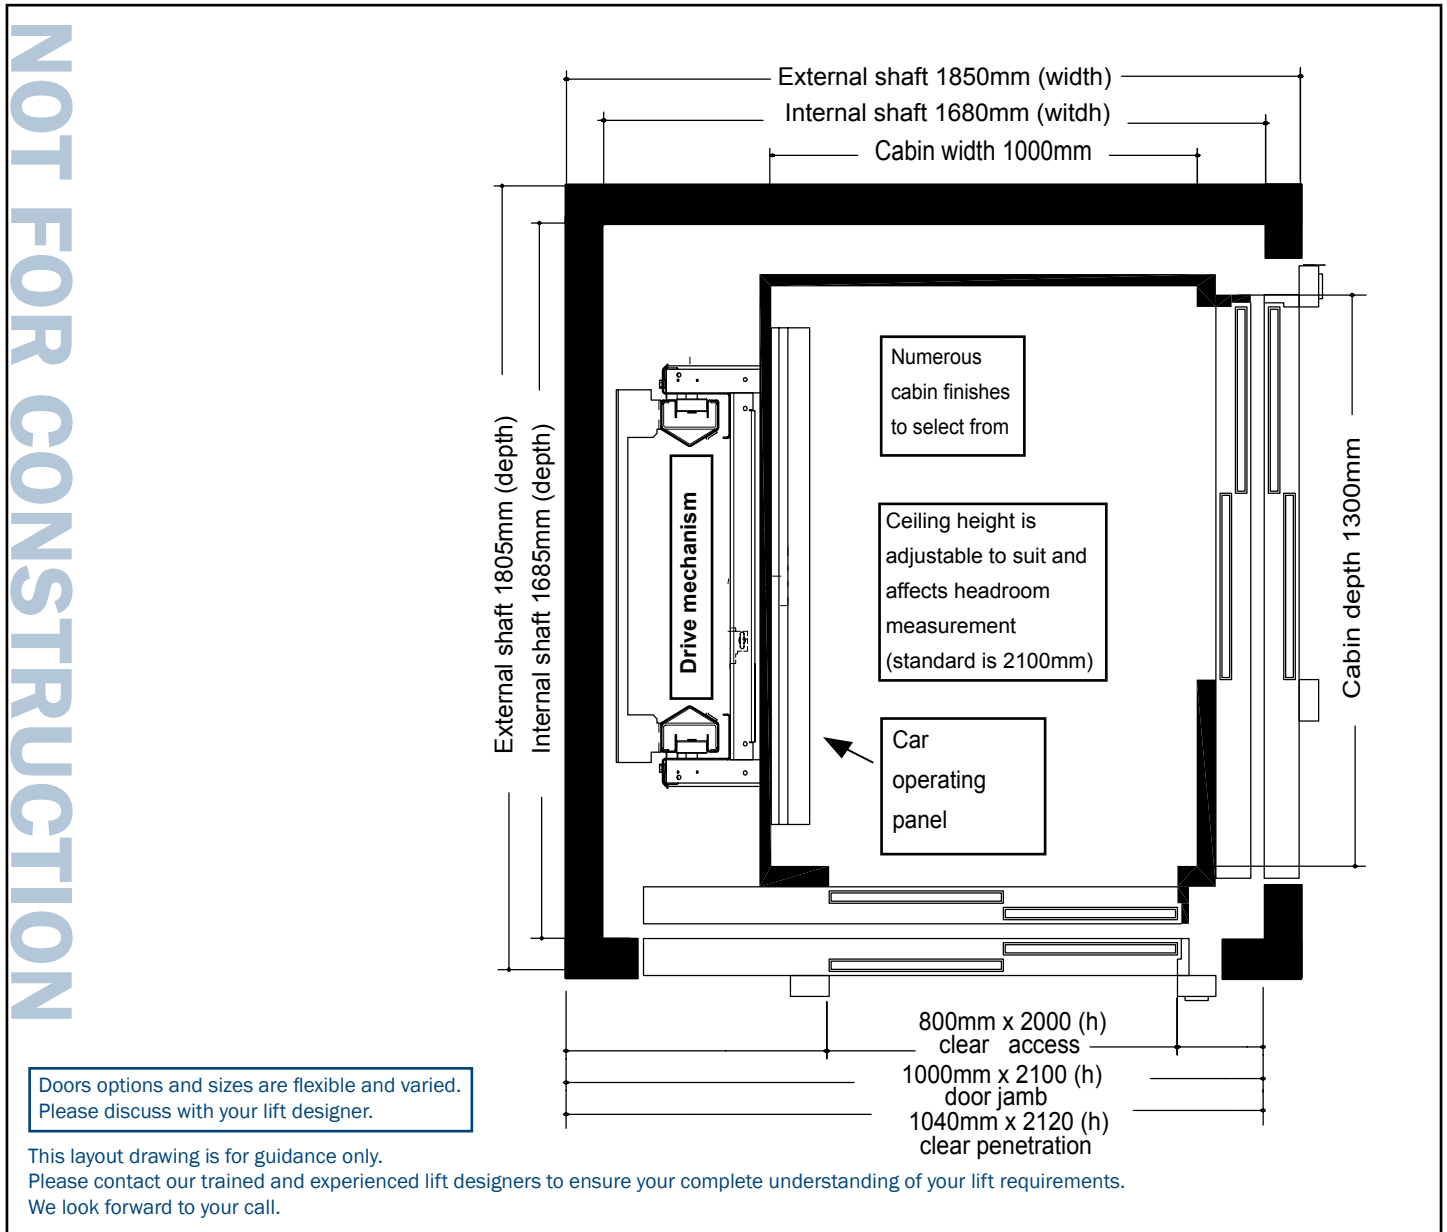 NOT FOR CONSTRUCTION
External shaft 1850mm (width)
Internal shaft 1680mm (witdh)
Cabin width 1000mm
External shaft 1805mm (depth)
Internal shaft 1685mm (depth)
Drive mechanism
Numerous
cabin finishes
to select from
Ceiling height is
adjustable to suit and
affects headroom
measurement
(standard is 2100mm)
Car
operating
panel
Cabin depth 1300mm
800mm x 2000 (h)
clear access
1000mm x 2100 (h)
door jamb
1040mm x 2120 (h)
clear penetration
Doors options and sizes are flexible and varied.
Please discuss with your lift designer.
This layout drawing is for guidance only.
Please contact our trained and experienced lift designers to ensure your complete understanding of your lift requirements.
We look forward to your call.